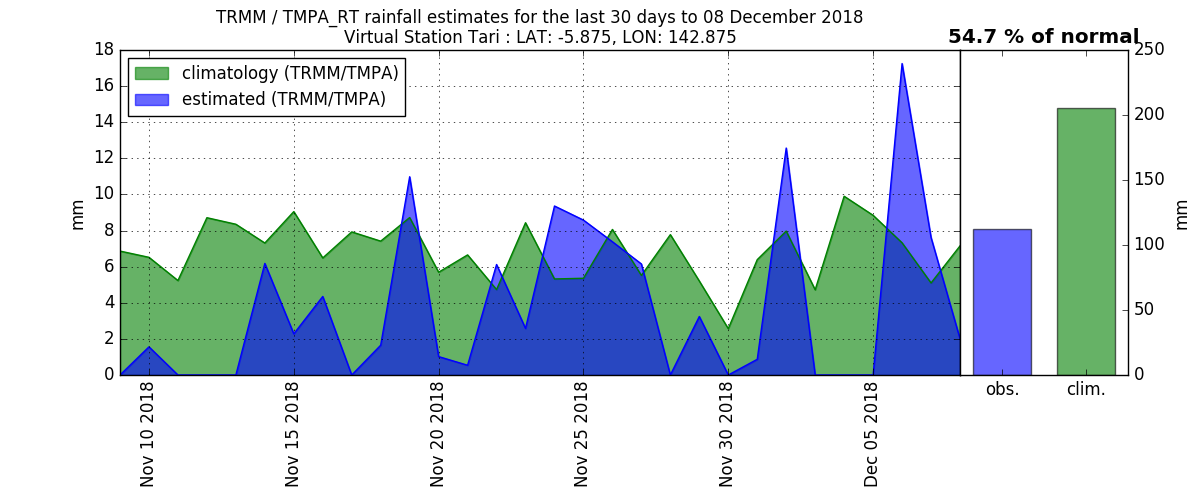 TRMM / TMPA_RT rainfall estimates for the last 30 days to 08 December 2018
Virtual Station Tari : LAT: -5.875, LON: 142.875
54.7 % of normal
climatology (TRMM/TMPA)
estimated (TRMM/TMPA)
mm
18
16
14
12
10
8
6
4
2
0
Nov 10 2018
Nov 15 2018
Nov 20 2018
Nov 25 2018
Nov 30 2018
Dec 05 2018
obs.
clim.
250
200
150
100
50
0
mm